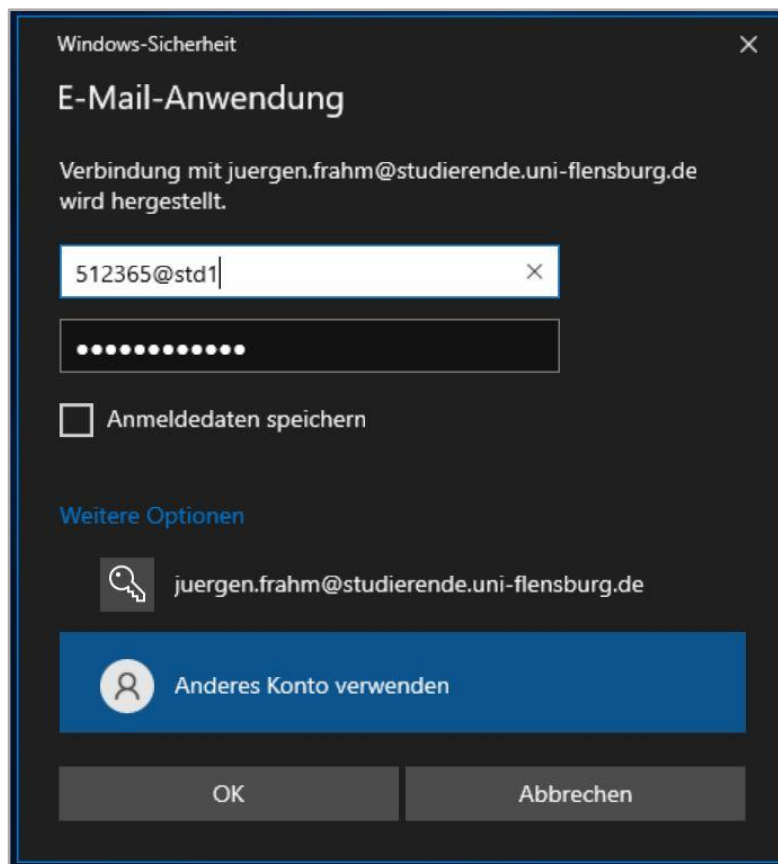 Windows-Sicherheit
E-Mail-Anwendung
Verbindung mit juergen.frahm@studierende.uni-flensburg.de
wird hergestellt.
512365@std1
••••••••••••
Anmeldedaten speichern
Weitere Optionen
juergen.frahm@studierende.uni-flensburg.de
Anderes Konto verwenden
OK
Abbrechen